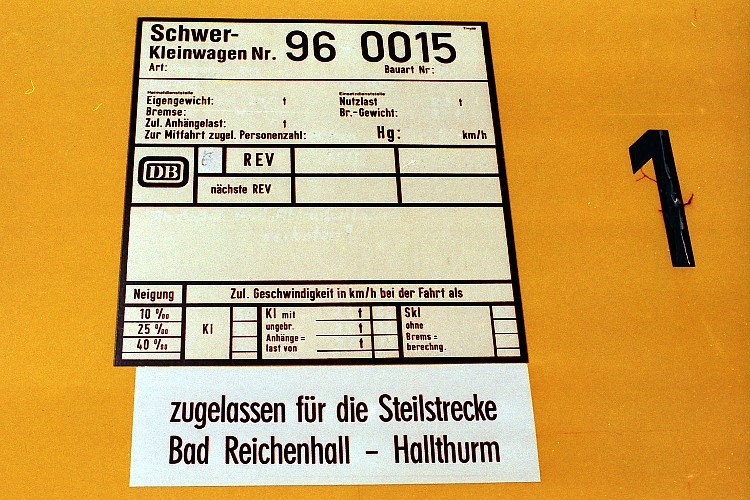 Schwer-
Kleinwagen Nr. 96 0015
Art: Bauart Nr:
Heimatdienststelle Einsatzdienststelle
Eigengewicht: t Nutzlast t
Bremse: Br.-Gewicht:
Zul. Anhängelast: t
Zur Mitfahrt zugel. Personenzahl: Hg: km/h
DB REV
nächste REV
1
Neigung Zul. Geschwindigkeit in km/h bei der Fahrt als
10 ‰ Kl Kl mit t Skl
25 ‰ ungebr. t ohne
40 ‰ Anhänge= t Brems=
last von berechng.
zugelassen für die Steilstrecke
Bad Reichenhall – Hallthurm